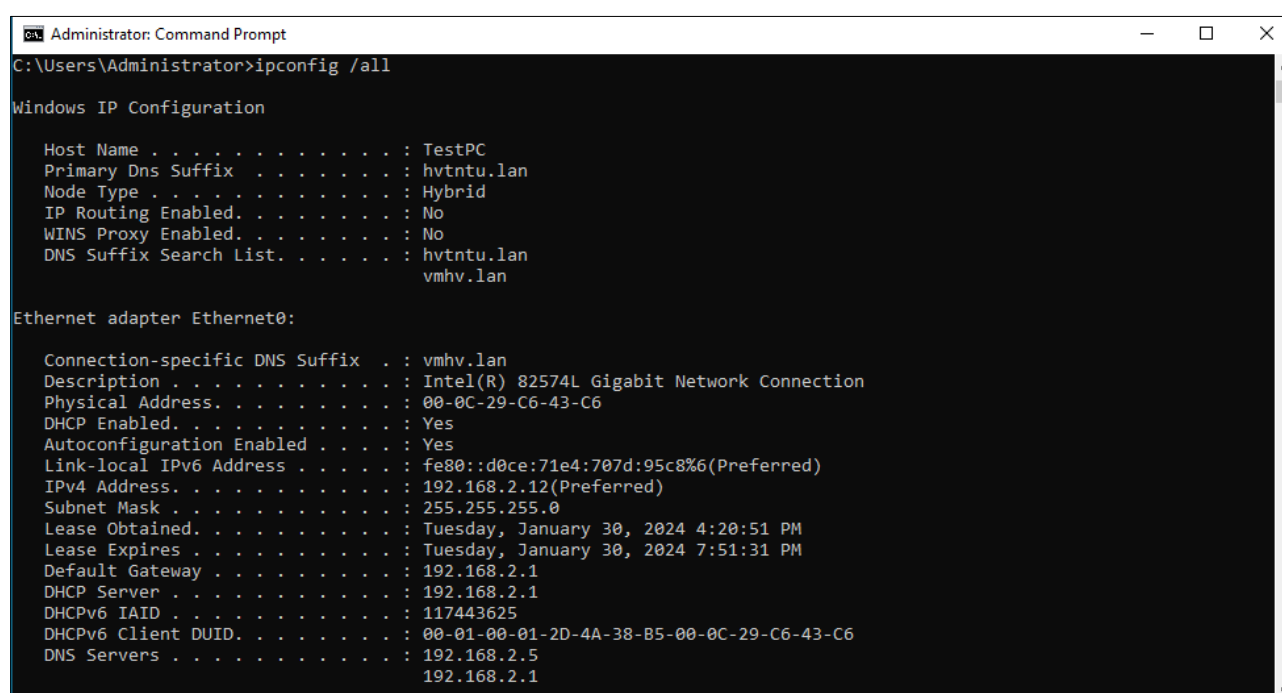 Administrator: Command Prompt
C:\Users\Administrator>ipconfig /all
Windows IP Configuration
Host Name . . . . . . . . . . . . : TestPC
Primary Dns Suffix  . . . . . . . : hvtntu.lan
Node Type . . . . . . . . . . . . : Hybrid
IP Routing Enabled. . . . . . . . : No
WINS Proxy Enabled. . . . . . . . : No
DNS Suffix Search List. . . . . . : hvtntu.lan
vmhv.lan
Ethernet adapter Ethernet0:
Connection-specific DNS Suffix  . : vmhv.lan
Description . . . . . . . . . . . : Intel(R) 82574L Gigabit Network Connection
Physical Address. . . . . . . . . : 00-0C-29-C6-43-C6
DHCP Enabled. . . . . . . . . . . : Yes
Autoconfiguration Enabled . . . . : Yes
Link-local IPv6 Address . . . . . : fe80::d0ce:71e4:707d:95c8%6(Preferred)
IPv4 Address. . . . . . . . . . . : 192.168.2.12(Preferred)
Subnet Mask . . . . . . . . . . . : 255.255.255.0
Lease Obtained. . . . . . . . . . : Tuesday, January 30, 2024 4:20:51 PM
Lease Expires . . . . . . . . . . : Tuesday, January 30, 2024 7:51:31 PM
Default Gateway . . . . . . . . . : 192.168.2.1
DHCP Server . . . . . . . . . . . : 192.168.2.1
DHCPv6 IAID . . . . . . . . . . . : 117443625
DHCPv6 Client DUID. . . . . . . . : 00-01-00-01-2D-4A-38-B5-00-0C-29-C6-43-C6
DNS Servers . . . . . . . . . . . : 192.168.2.5
192.168.2.1